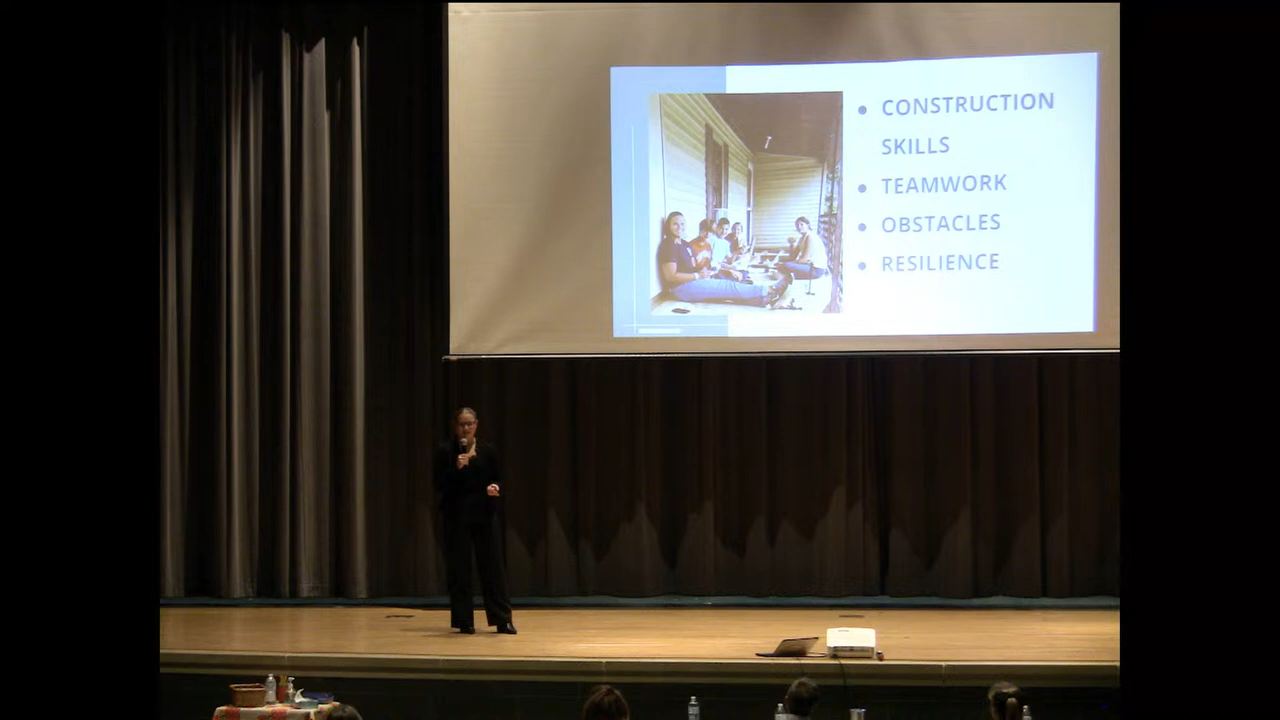 • CONSTRUCTION
SKILLS
• TEAMWORK
• OBSTACLES
• RESILIENCE